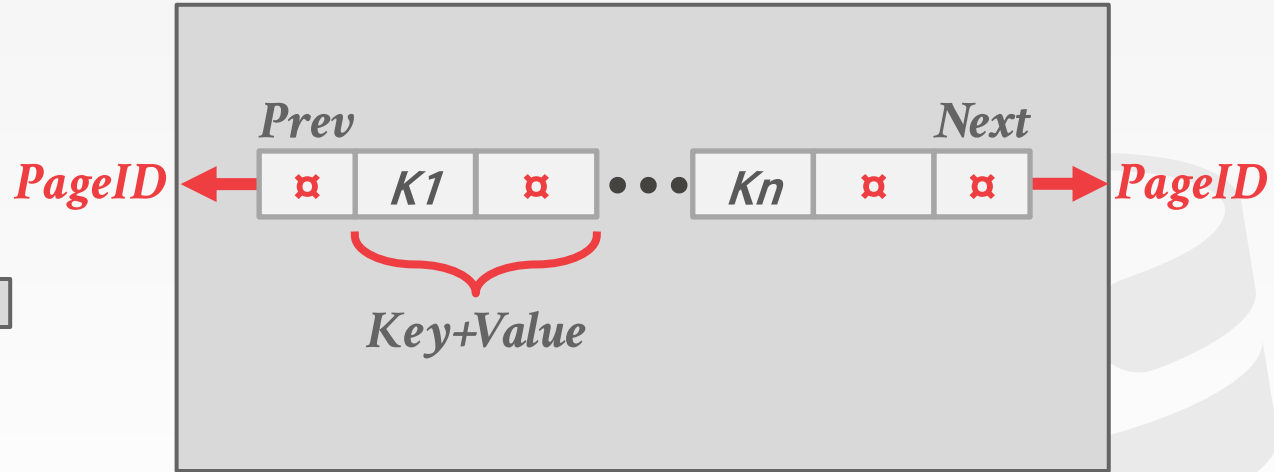 Prev Next
PageID ¤ K1 ¤ ••• Kn ¤ ¤ PageID
Key+Value